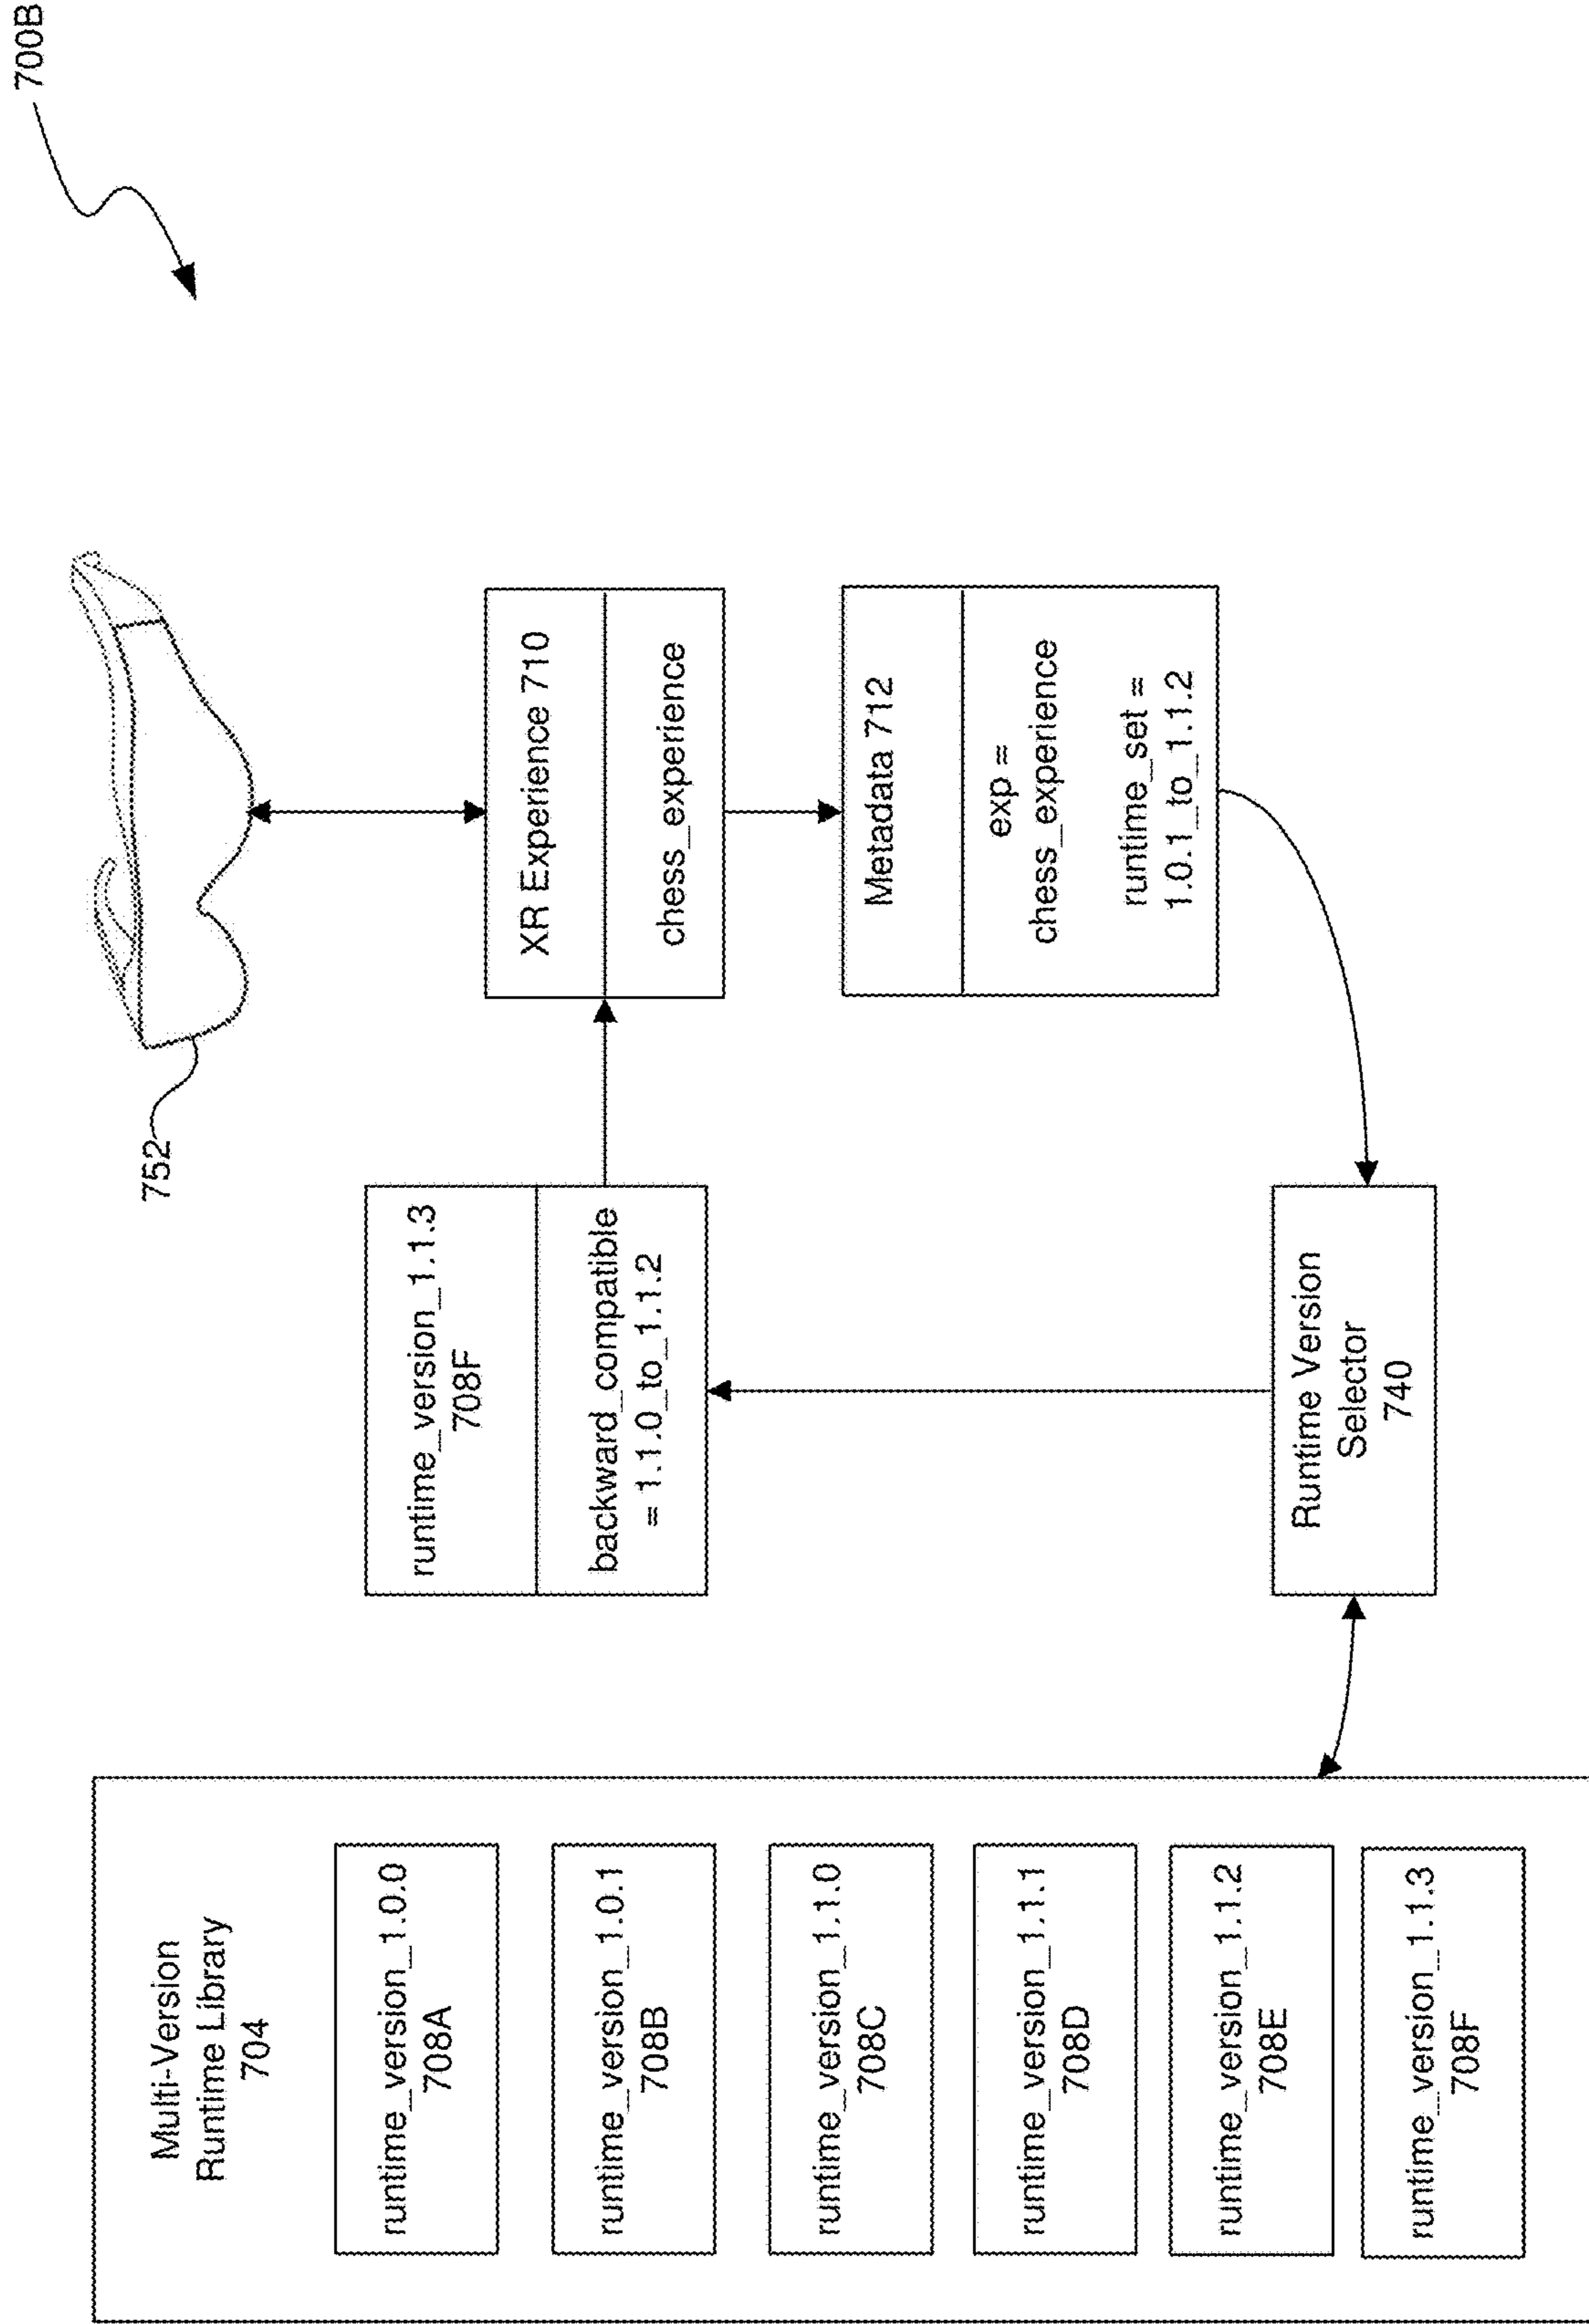 700B
Multi-Version
Runtime Library
704
runtime_version_1.0.0
708A
runtime_version_1.0.1
708B
runtime_version_1.1.0
708C
runtime_version_1.1.1
708D
runtime_version_1.1.2
708E
runtime_version_1.1.3
708F
runtime_version_1.1.3
708F
backward_compatible
= 1.1.0_to_1.1.2
Runtime Version
Selector
740
752
XR Experience 710
chess_experience
Metadata 712
exp =
chess_experience
runtime_set =
1.0.1_to_1.1.2